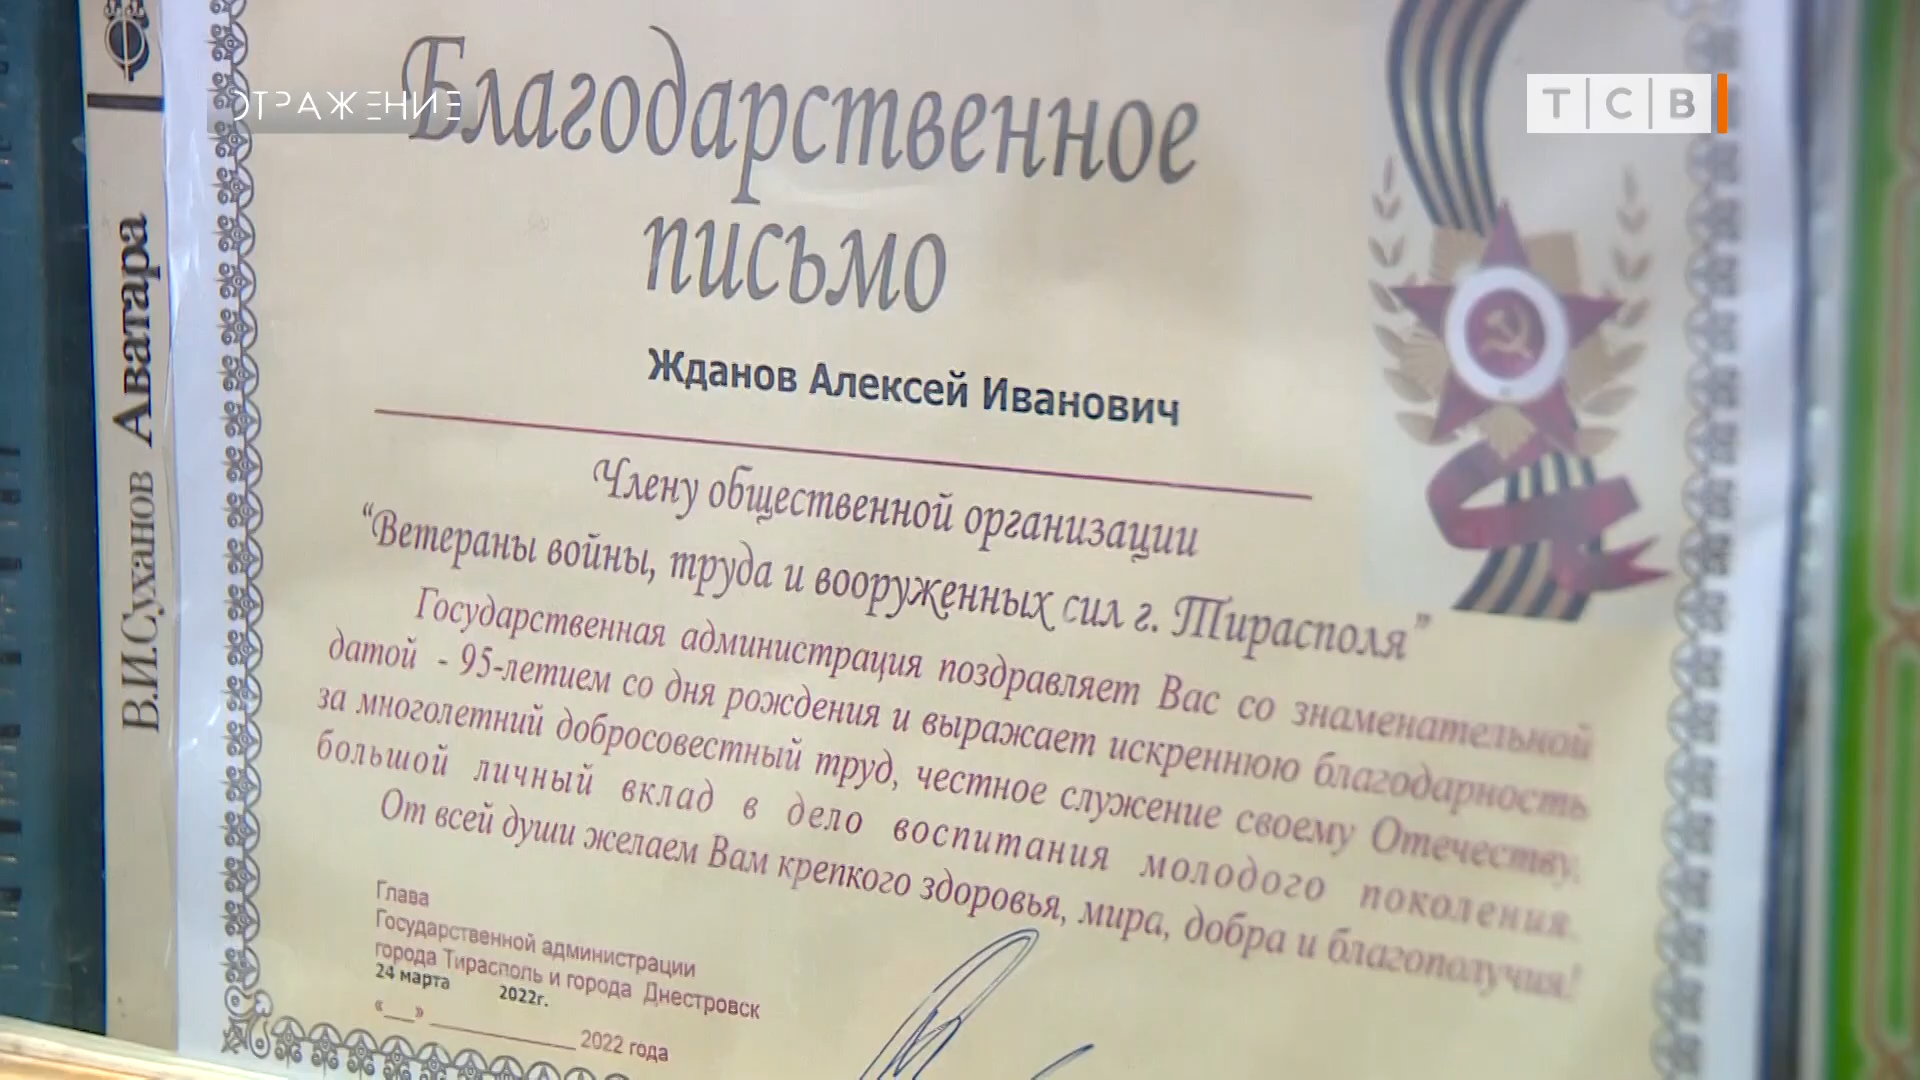 ОТРАЖЕНИЕ
ТСВ
Благодарственное
письмо
Жданов Алексей Иванович
Члену общественной организации
“Ветераны войны, труда и вооруженных сил г. Тирасполя”
Государственная администрация поздравляет Вас со знаменательной
датой - 95-летием со дня рождения и выражает искреннюю благодарность
за многолетний добросовестный труд, честное служение своему Отечеству,
большой личный вклад в дело воспитания молодого поколения.
От всей души желаем Вам крепкого здоровья, мира, добра и благополучия!
Глава
Государственной администрации
города Тирасполь и города Днестровск
24 марта 2022г.
«___» ____________ 2022 года
В.И.Суханов Аватара